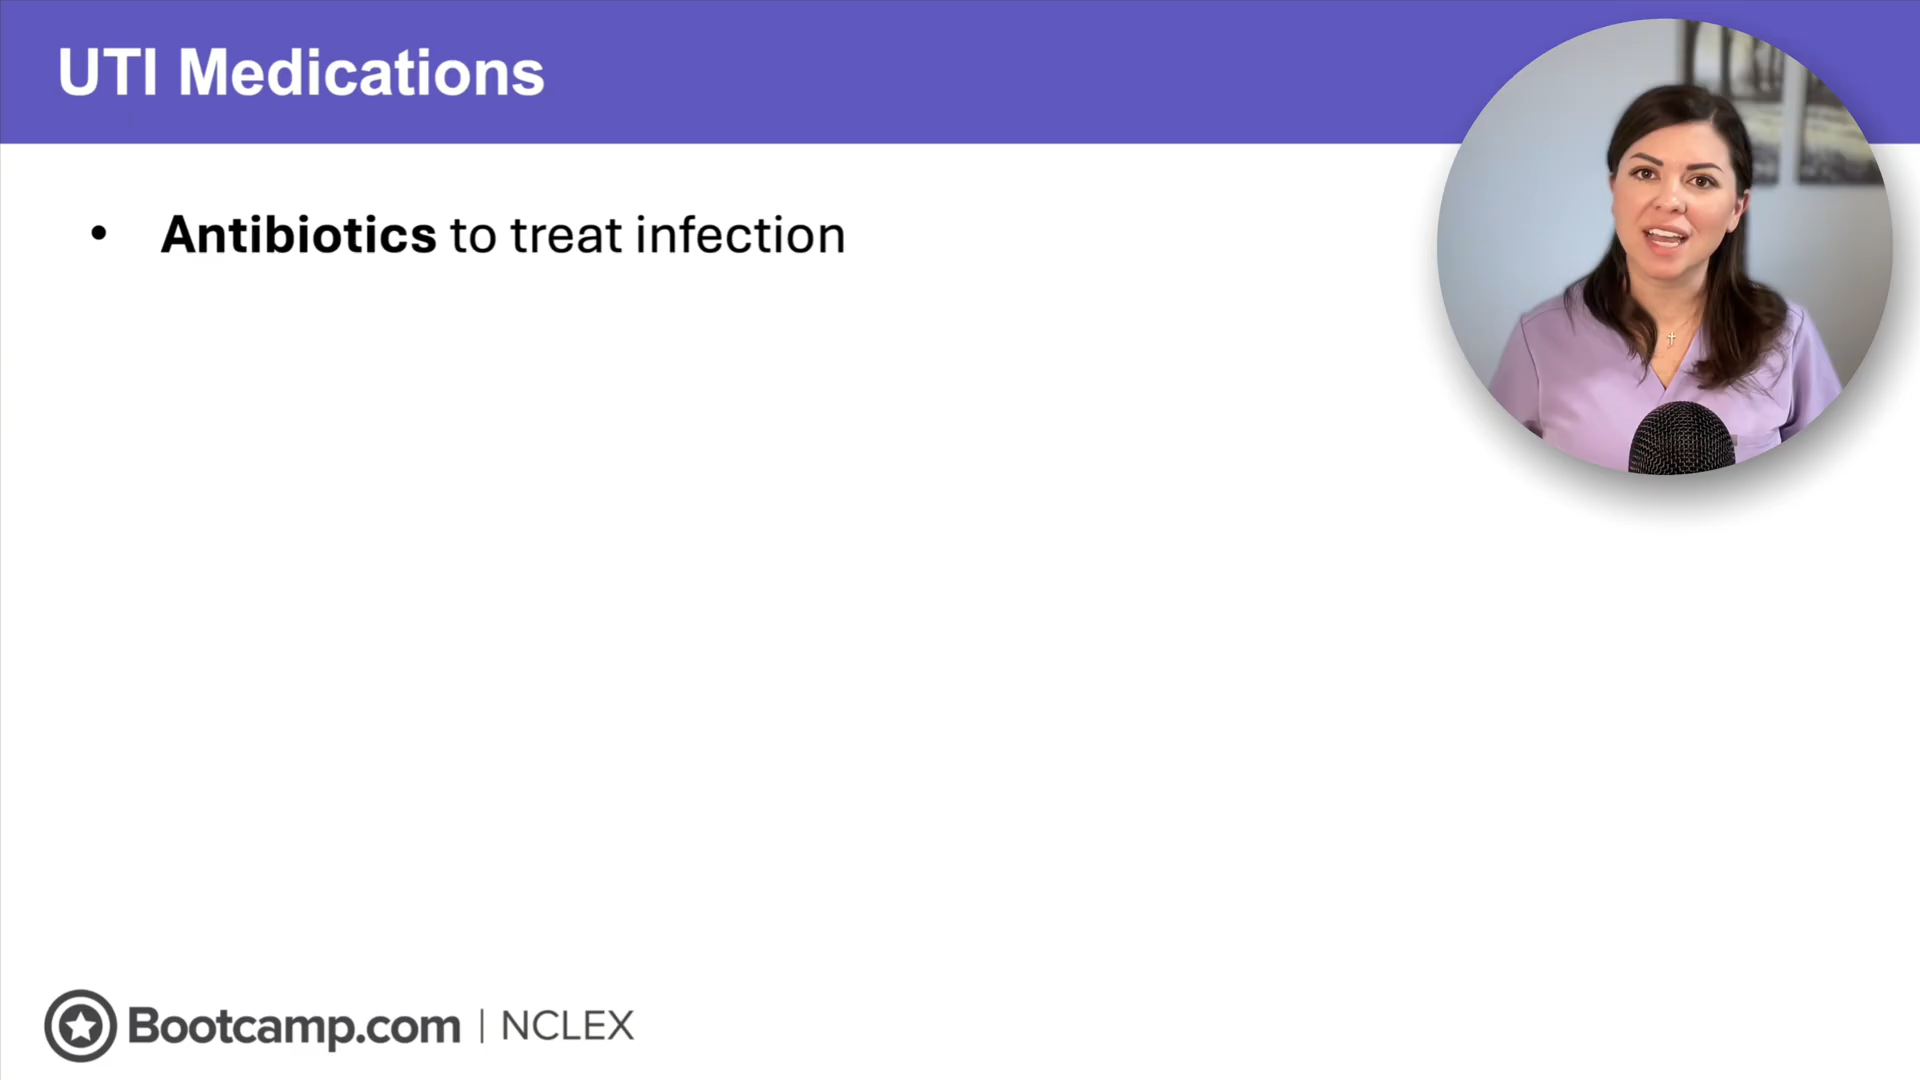 UTI Medications
• Antibiotics to treat infection
Bootcamp.com | NCLEX